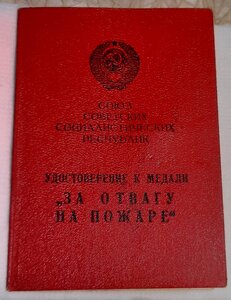 СОЮЗ
СОВЕТСКИХ
СОЦИАЛИСТИЧЕСКИХ
РЕСПУБЛИК
УДОСТОВЕРЕНИЕ К МЕДАЛИ
„ЗА ОТВАГУ
НА ПОЖАРЕ“